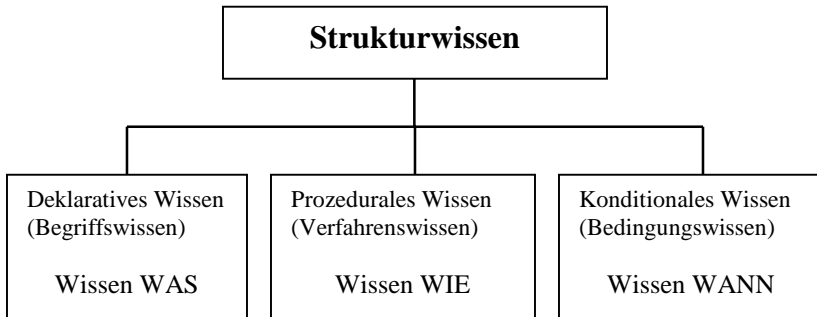 Strukturwissen
Deklaratives Wissen
(Begriffswissen)
Wissen WAS
Prozedurales Wissen
(Verfahrenswissen)
Wissen WIE
Konditionales Wissen
(Bedingungswissen)
Wissen WANN